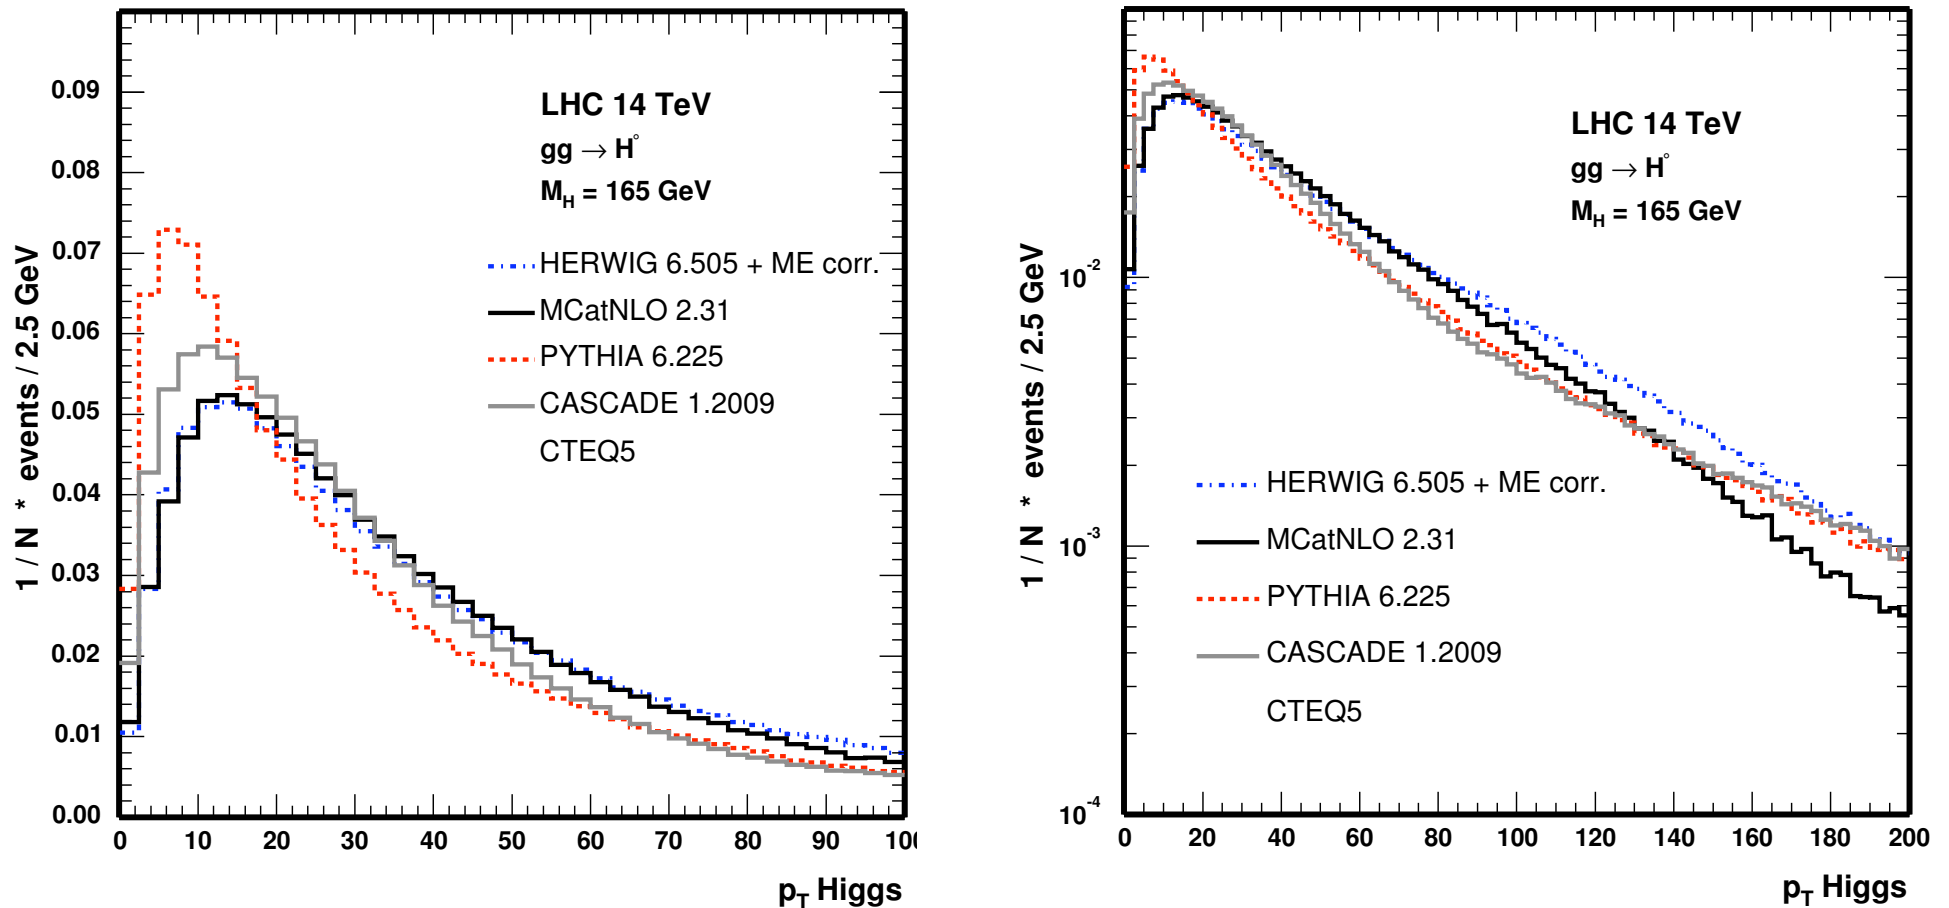 0.09
0.08
0.07
0.06
0.05
0.04
0.03
0.02
0.01
0.00
1 / N * events / 2.5 GeV
LHC 14 TeV
gg → H°
M_H = 165 GeV
HERWIG 6.505 + ME corr.
MCatNLO 2.31
PYTHIA 6.225
CASCADE 1.2009
CTEQ5
0 10 20 30 40 50 60 70 80 90 100
p_T Higgs
10^-2
10^-3
10^-4
1 / N * events / 2.5 GeV
LHC 14 TeV
gg → H°
M_H = 165 GeV
HERWIG 6.505 + ME corr.
MCatNLO 2.31
PYTHIA 6.225
CASCADE 1.2009
CTEQ5
0 20 40 60 80 100 120 140 160 180 200
p_T Higgs